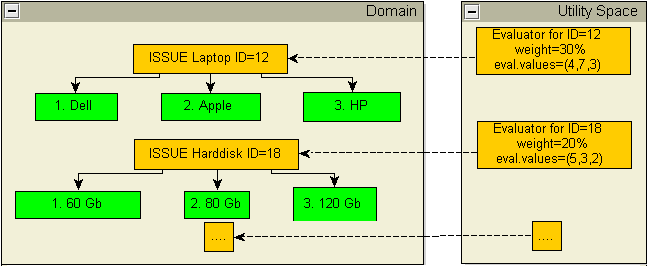 Domain
Utility Space
ISSUE Laptop ID=12
Evaluator for ID=12
weight=30%
eval.values=(4,7,3)
1. Dell
2. Apple
3. HP
ISSUE Harddisk ID=18
Evaluator for ID=18
weight=20%
eval.values=(5,3,2)
1. 60 Gb
2. 80 Gb
3. 120 Gb
....
....